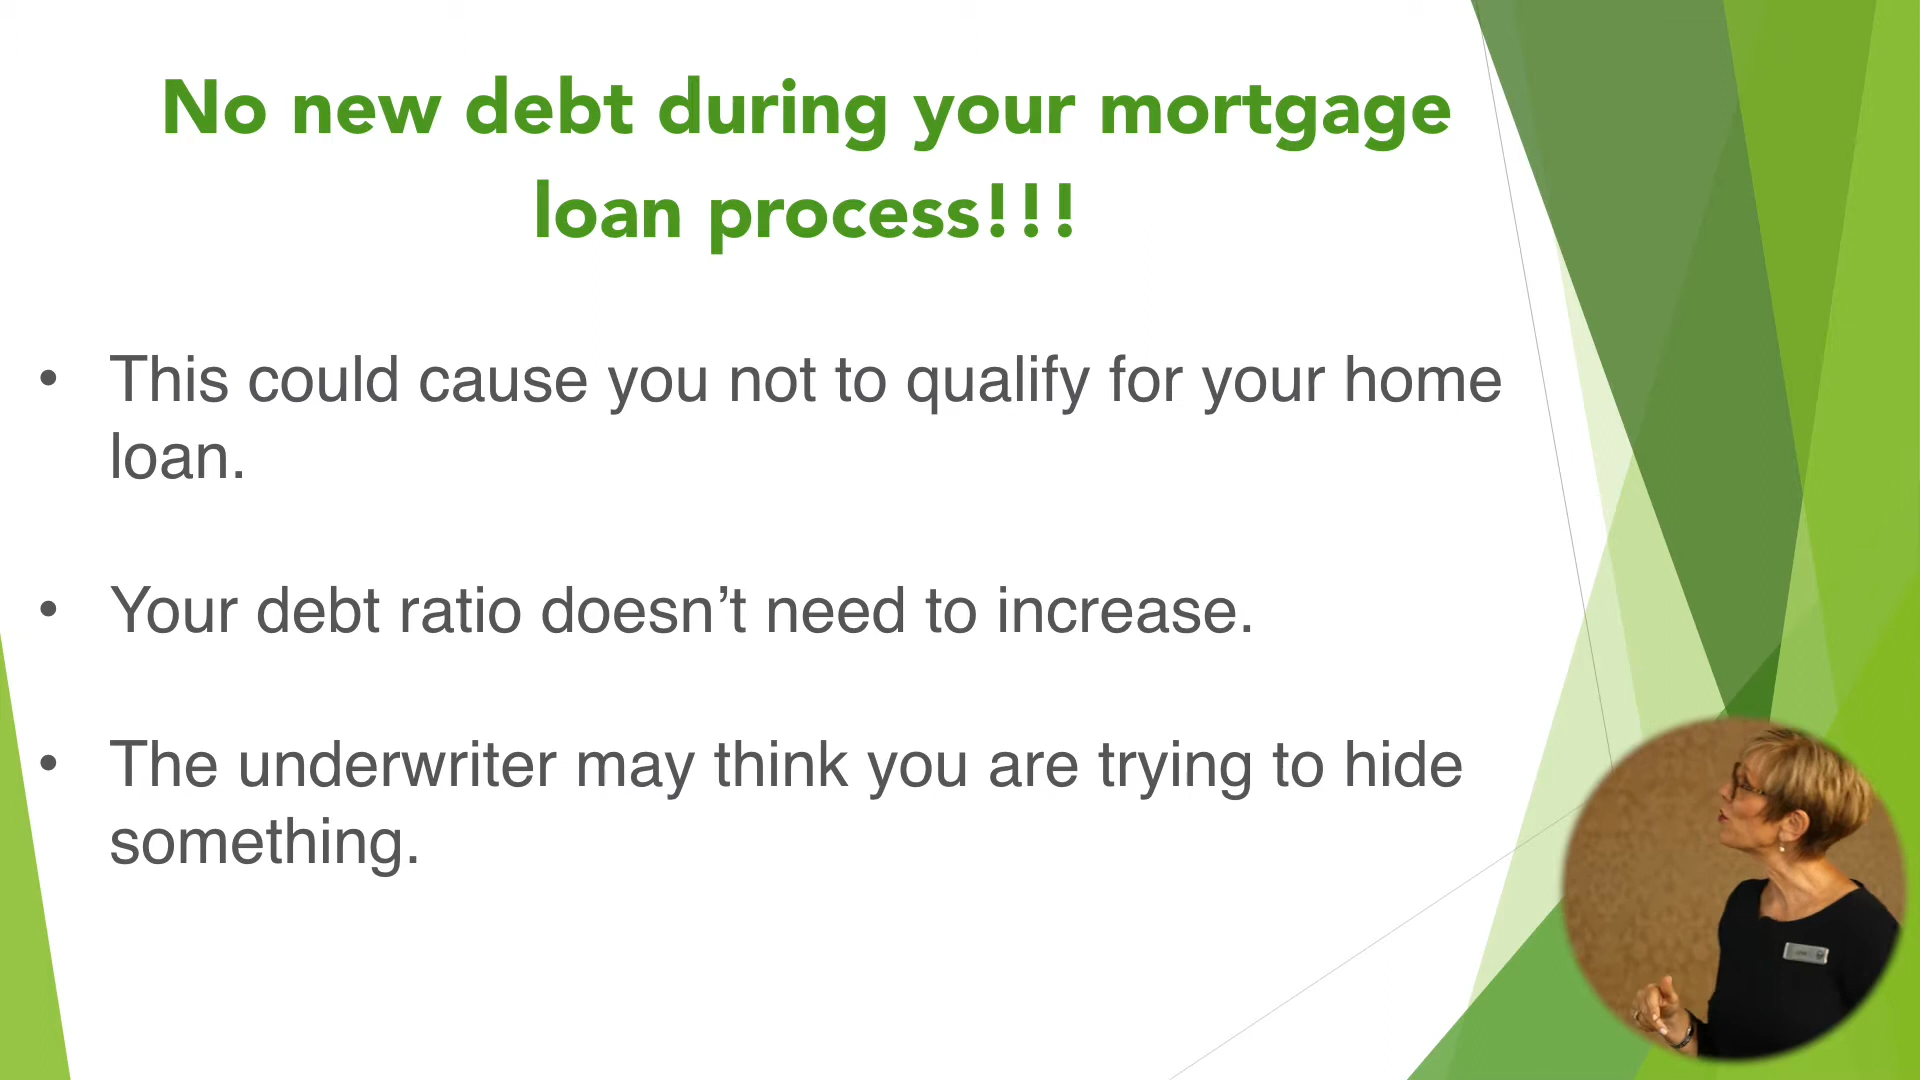 No new debt during your mortgage
loan process!!!
• This could cause you not to qualify for your home
loan.
• Your debt ratio doesn’t need to increase.
• The underwriter may think you are trying to hide
something.